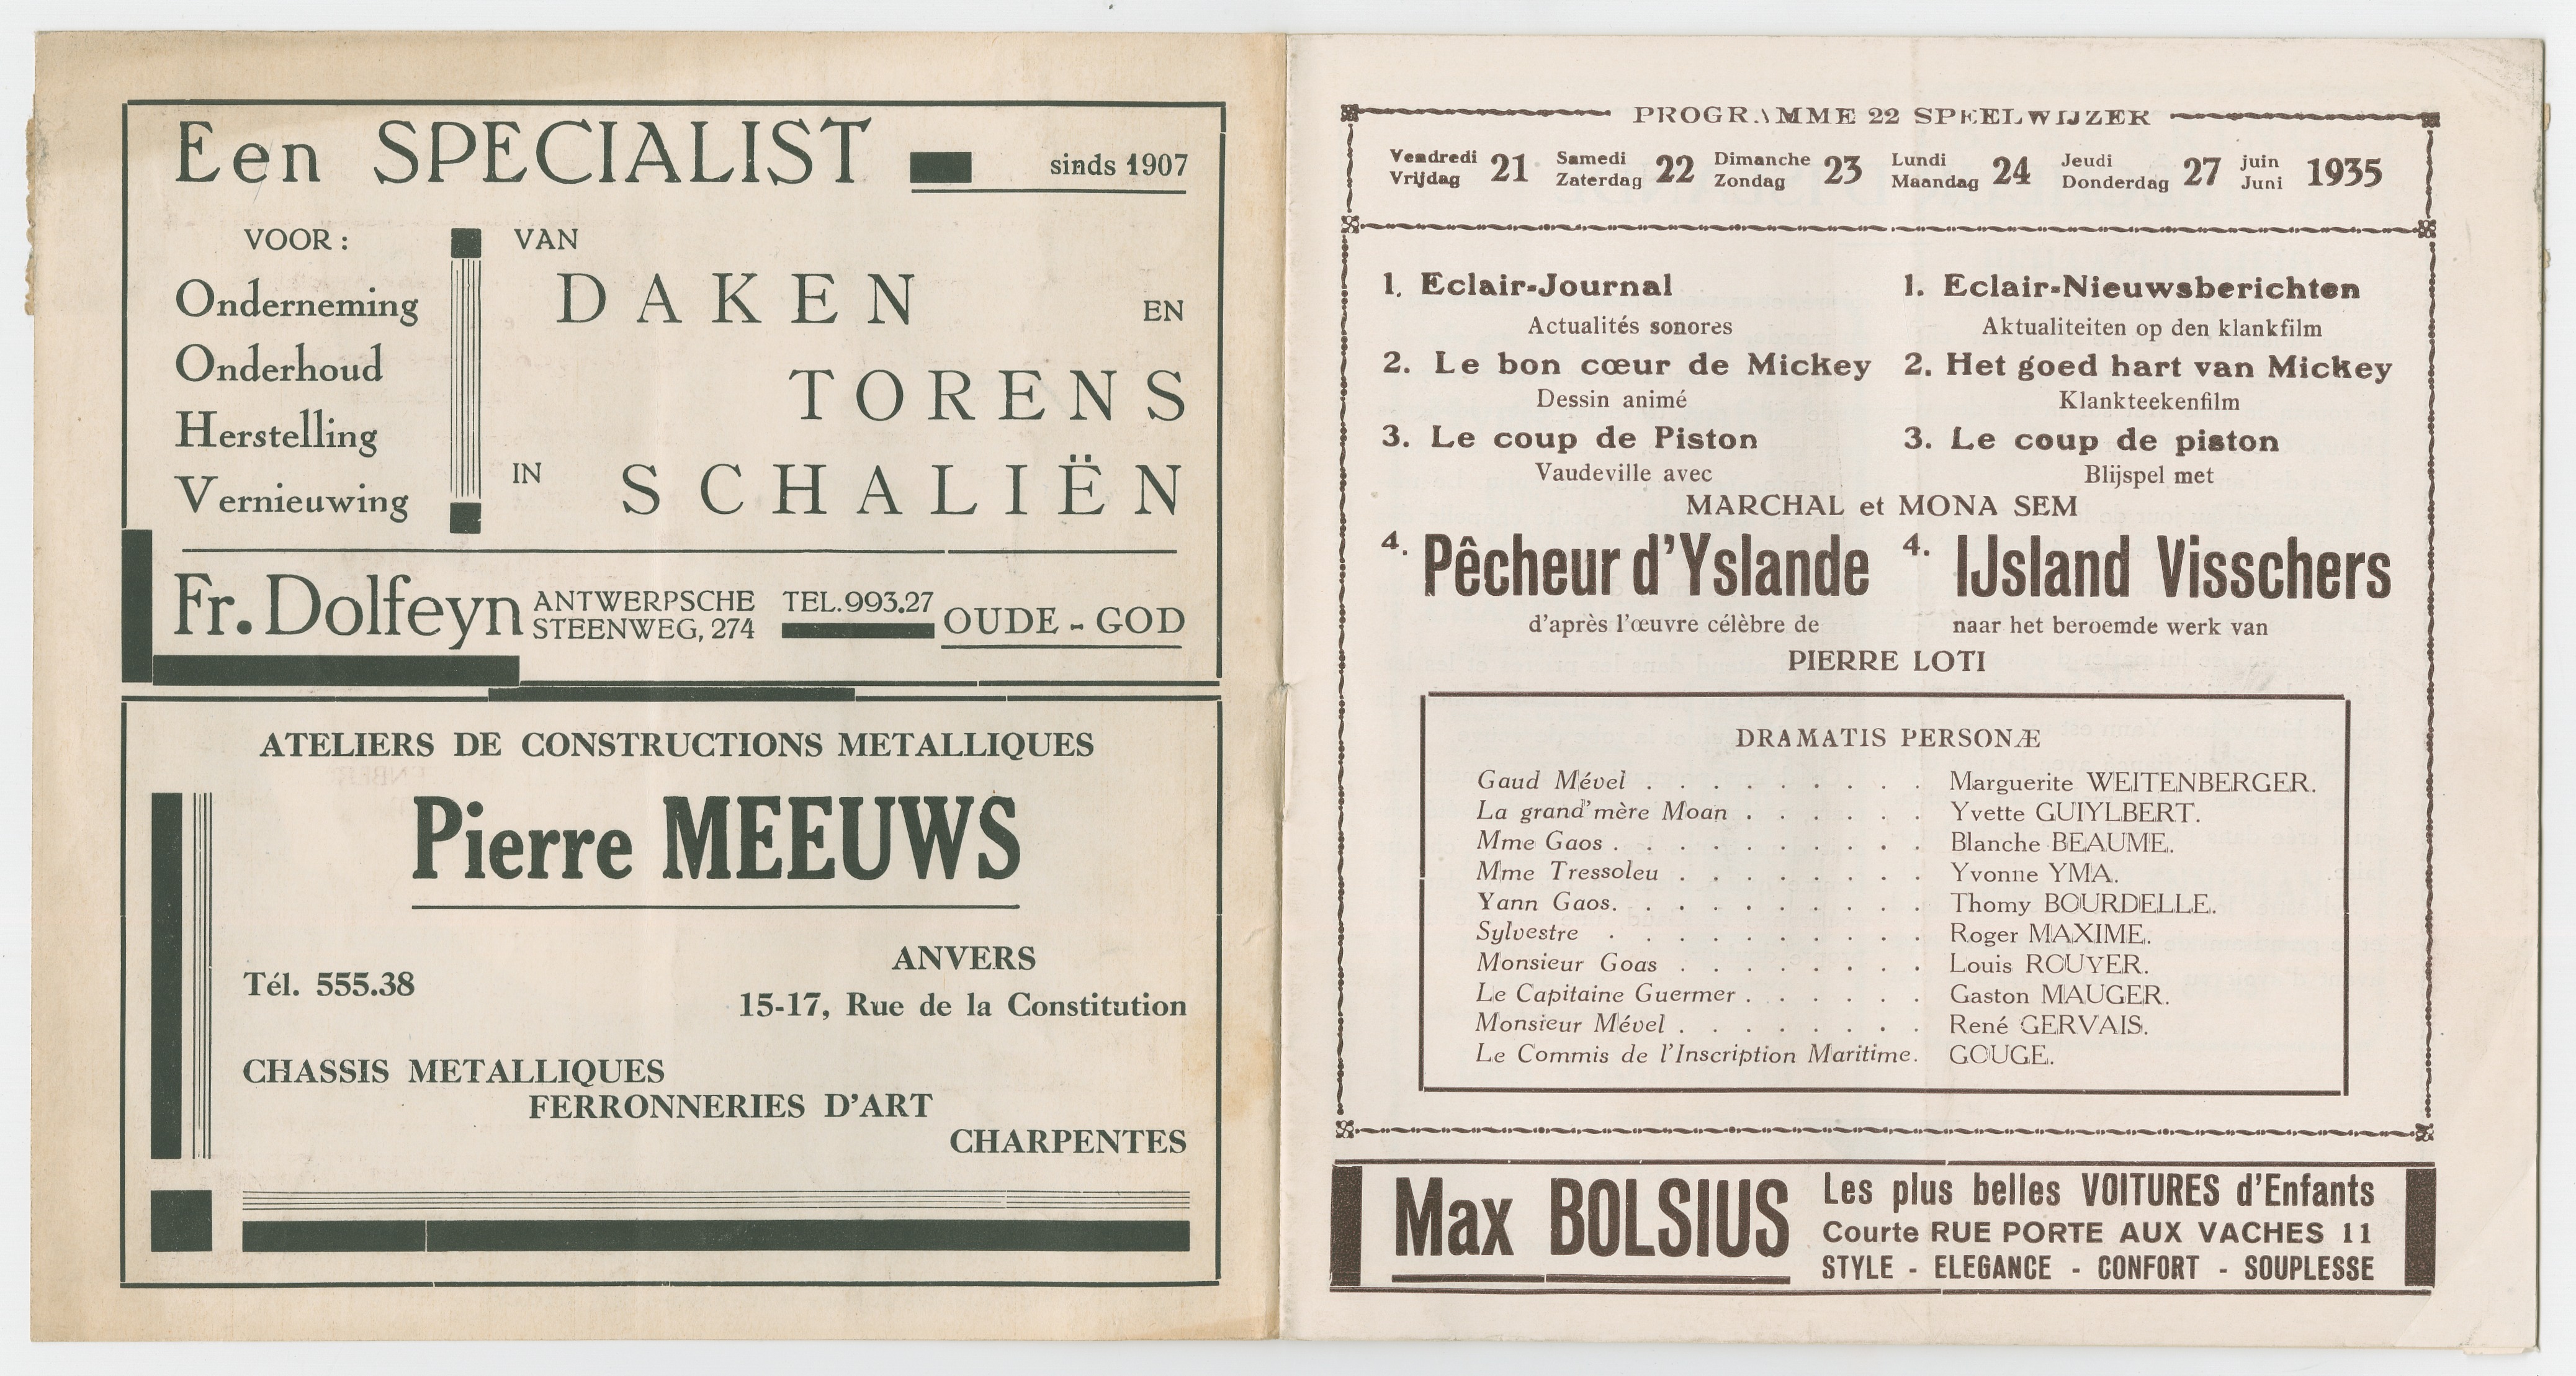 Een SPECIALIST sinds 1907
VOOR :
Onderneming
Onderhoud
Herstelling
Vernieuwing
VAN
DAKEN EN
TORENS
IN SCHALIËN
Fr. Dolfeyn ANTWERPSCHE STEENWEG, 274 TEL.993.27 OUDE - GOD
ATELIERS DE CONSTRUCTIONS METALLIQUES
Pierre MEEUWS
Tél. 555.38
ANVERS
15-17, Rue de la Constitution
CHASSIS METALLIQUES
FERRONNERIES D'ART
CHARPENTES
PROGRAMME 22 SPEELWIJZER
Vendredi Vrijdag 21 Samedi Zaterdag 22 Dimanche Zondag 23 Lundi Maandag 24 Jeudi Donderdag 27 juin Juni 1935
1. Eclair-Journal
Actualités sonores
2. Le bon cœur de Mickey
Dessin animé
3. Le coup de Piston
Vaudeville avec
1. Eclair-Nieuwsberichten
Aktualiteiten op den klankfilm
2. Het goed hart van Mickey
Klankteekenfilm
3. Le coup de piston
Blijspel met
MARCHAL et MONA SEM
4. Pêcheur d'Yslande
d'après l'œuvre célèbre de
4. IJsland Visschers
naar het beroemde werk van
PIERRE LOTI
DRAMATIS PERSONÆ
Gaud Mével . . . . . . . . . Marguerite WEITENBERGER.
La grand'mère Moan . . . . . . Yvette GUIYLBERT.
Mme Gaos . . . . . . . . . . Blanche BEAUME.
Mme Tressoleu . . . . . . . . Yvonne YMA.
Yann Gaos. . . . . . . . . . Thomy BOURDELLE.
Sylvestre . . . . . . . . . . Roger MAXIME.
Monsieur Goas . . . . . . . . Louis ROUYER.
Le Capitaine Guermer . . . . . . Gaston MAUGER.
Monsieur Mével . . . . . . . . René GERVAIS.
Le Commis de l'Inscription Maritime. GOUGE.
Max BOLSIUS
Les plus belles VOITURES d'Enfants
Courte RUE PORTE AUX VACHES 11
STYLE - ELEGANCE - CONFORT - SOUPLESSE